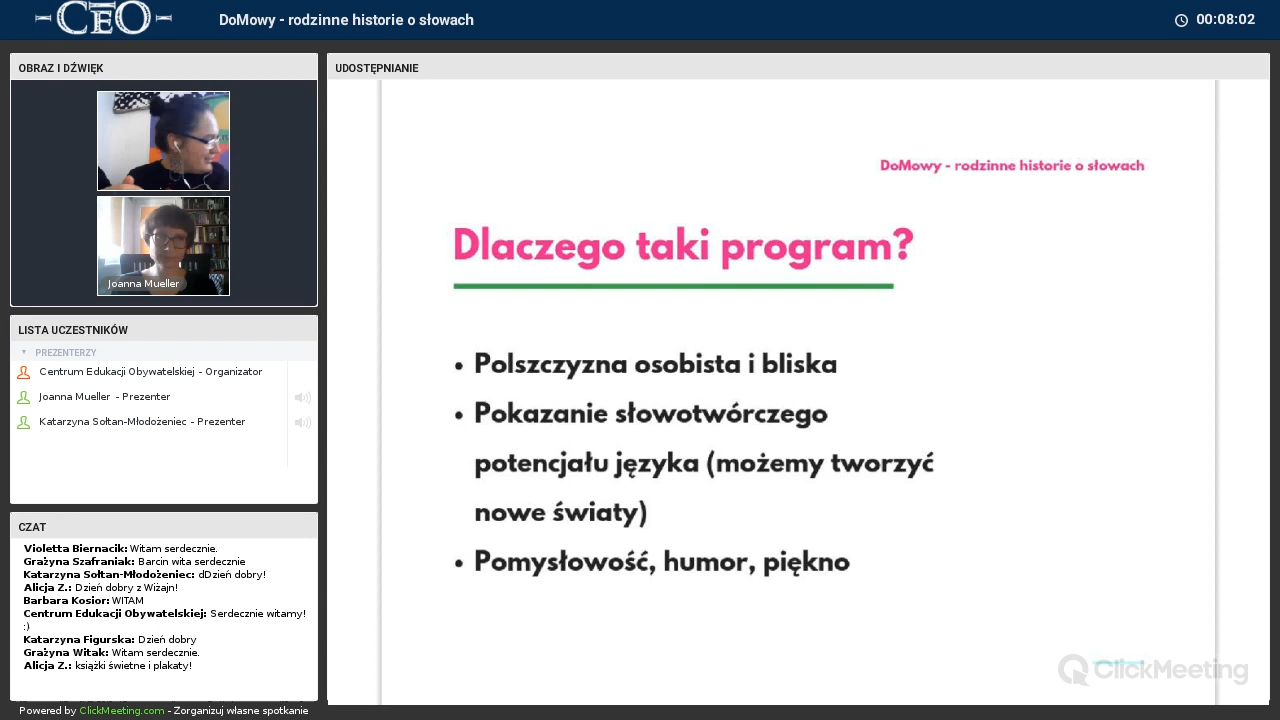 CEO
DoMowy - rodzinne historie o słowach
00:08:02
OBRAZ I DŹWIĘK
Joanna Mueller
LISTA UCZESTNIKÓW
PREZENTERZY
Centrum Edukacji Obywatelskiej - Organizator
Joanna Mueller - Prezenter
Katarzyna Sołtan-Młodożeniec - Prezenter
CZAT
Violetta Biernacik: Witam serdecznie.
Grażyna Szafraniak: Barcin wita serdecznie
Katarzyna Sołtan-Młodożeniec: dDzień dobry!
Alicja Z.: Dzień dobry z Wiżajn!
Barbara Kosior: WITAM
Centrum Edukacji Obywatelskiej: Serdecznie witamy!
:)
Katarzyna Figurska: Dzień dobry
Grażyna Witak: Witam serdecznie.
Alicja Z.: książki świetne i plakaty!
Powered by ClickMeeting.com - Zorganizuj własne spotkanie
UDOSTĘPNIANIE
DoMowy - rodzinne historie o słowach
Dlaczego taki program?
• Polszczyzna osobista i bliska
• Pokazanie słowotwórczego
potencjału języka (możemy tworzyć
nowe światy)
• Pomysłowość, humor, piękno
ClickMeeting